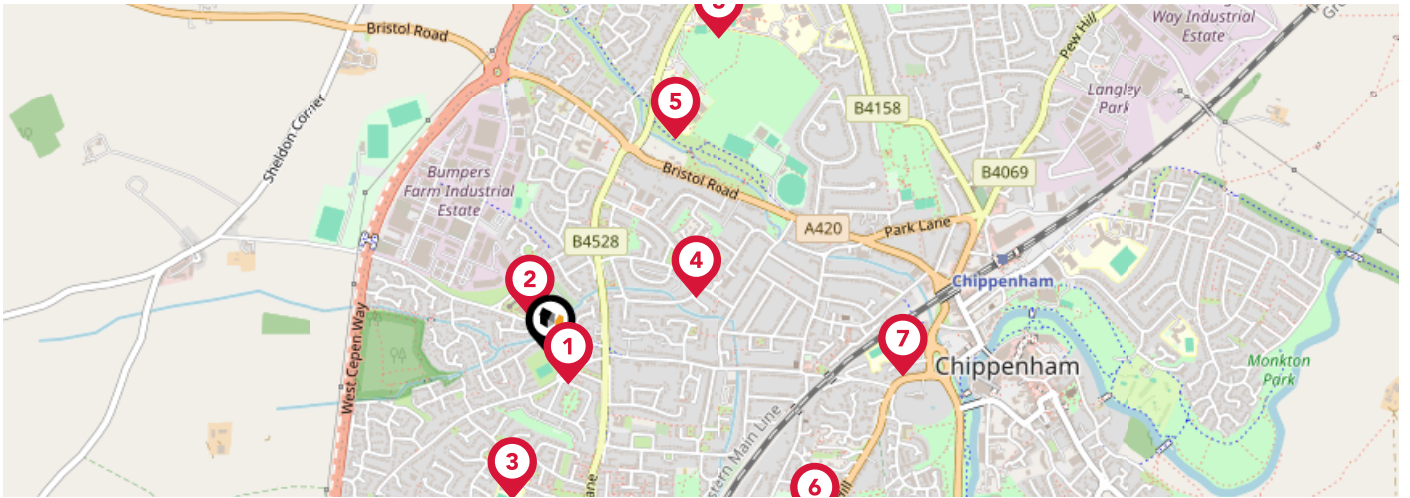 Bristol Road
Way Industrial
Estate
Pew Hill
Sheldon Corner
5
B4158
Langley
Park
Bumpers
Farm Industrial
Estate
Bristol Road
B4069
B4528
A420
Park Lane
2
4
Chippenham
West Cepen Way
1
7
Chippenham
Monkton
Park
3
6
stern Main Line